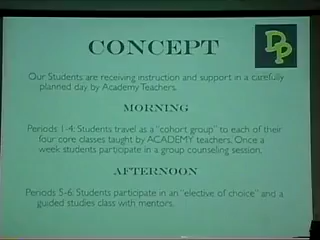 DP
CONCEPT
Our Students are receiving instruction and support in a carefully
planned day by Academy Teachers.
MORNING
Periods 1-4: Students travel as a "cohort group" to each of their
four core classes taught by ACADEMY teachers. Once a
week students participate in a group counseling session.
AFTERNOON
Periods 5-6: Students participate in an "elective of choice" and a
guided studies class with mentors.